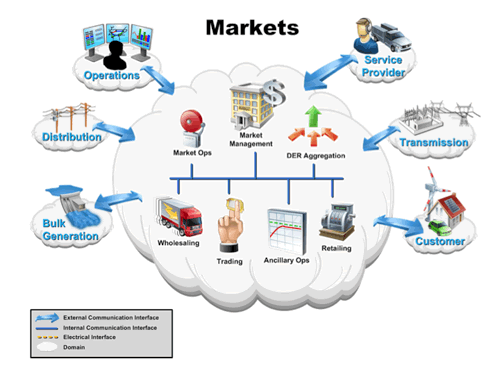 Markets
Operations
Service
Provider
Distribution
Transmission
Bulk
Generation
Customer
Market Ops
Market
Management
DER Aggregation
Wholesaling
Trading
Ancillary Ops
Retailing
External Communication Interface
Internal Communication Interface
Electrical Interface
Domain